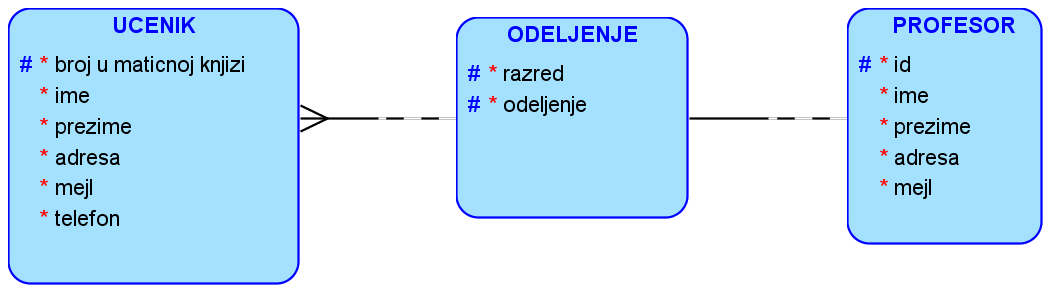 UCENIK
# * broj u maticnoj knjizi
* ime
* prezime
* adresa
* mejl
* telefon
ODELJENJE
# * razred
# * odeljenje
PROFESOR
# * id
* ime
* prezime
* adresa
* mejl